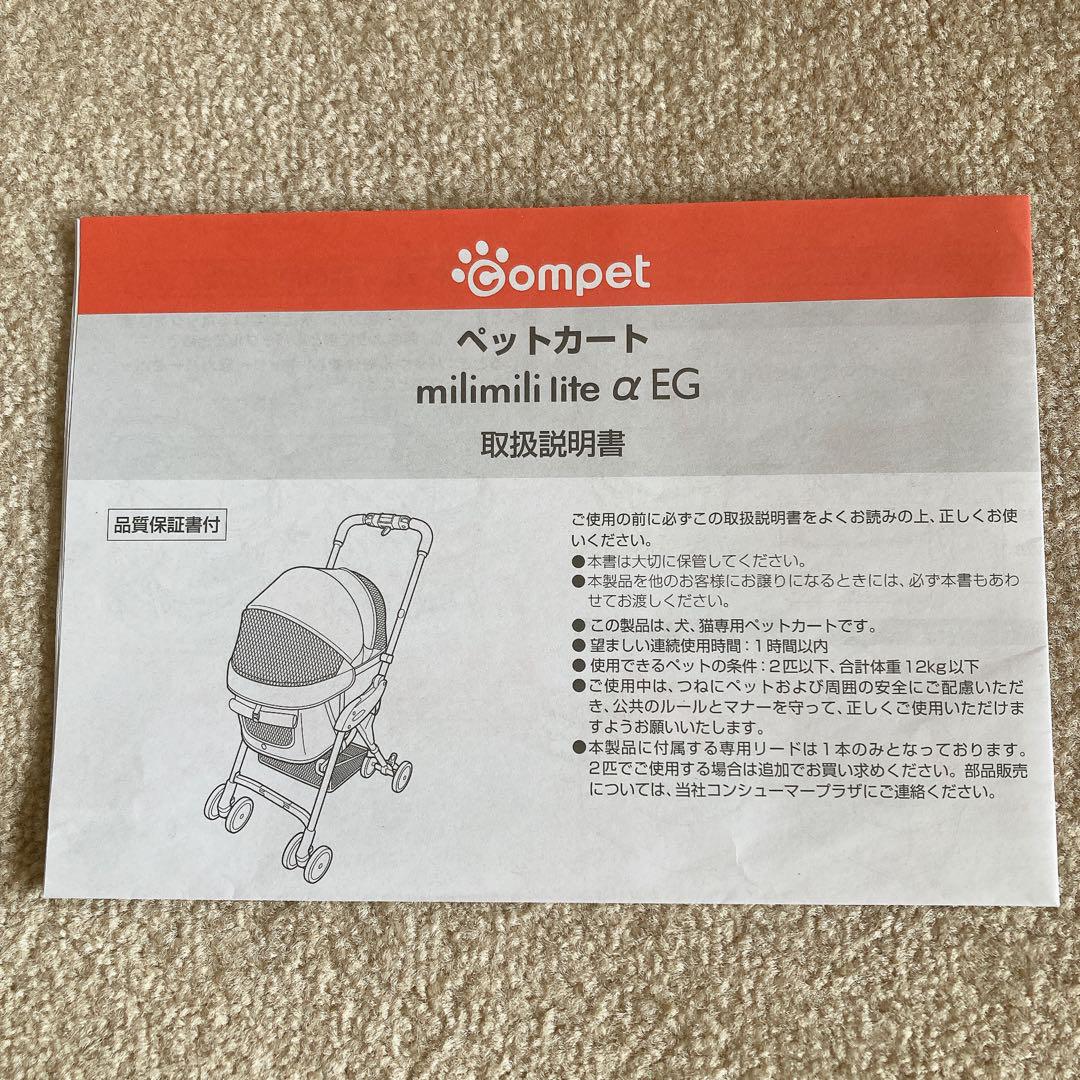 Compet
ペットカート
milimili lite α EG
取扱説明書
品質保証書付
ご使用の前に必ずこの取扱説明書をよくお読みの上、正しくお使
いください。
●本書は大切に保管してください。
●本製品を他のお客様にお譲りになるときには、必ず本書もあわ
せてお渡しください。
● この製品は、犬、猫専用ペットカートです。
● 望ましい連続使用時間：1時間以内
● 使用できるペットの条件：2匹以下、合計体重12kg以下
●ご使用中は、つねにペットおよび周囲の安全にご配慮いただ
き、公共のルールとマナーを守って、正しくご使用いただけま
すようお願いいたします。
●本製品に付属する専用リードは1本のみとなっております。
2匹でご使用する場合は追加でお買い求めください。部品販売
については、当社コンシューマープラザにご連絡ください。